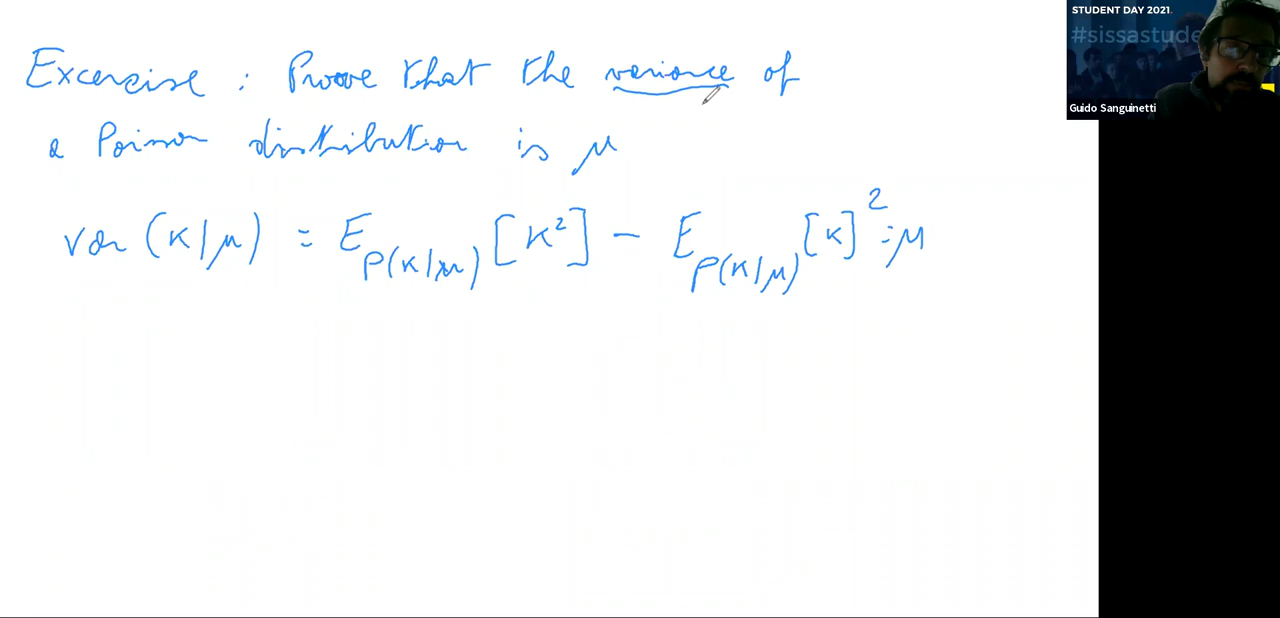 STUDENT DAY 2021.
#sissastude
Guido Sanguinetti
Excercise : Prove that the variance of
a Poisson distribution is μ
var (K|μ) = E_{P(K|μ)} [K²] - E_{P(K|μ)} [K]² = μ